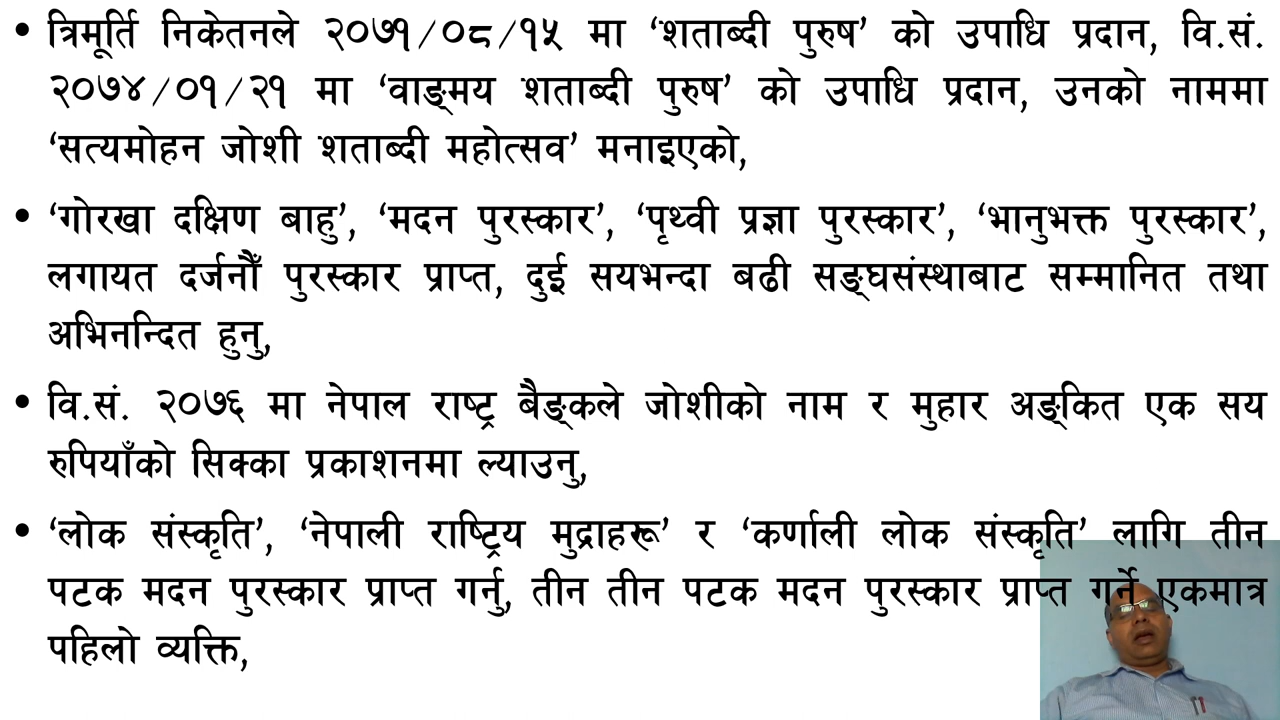 • त्रिमूर्ति निकेतनले २०७१/०८/१५ मा ‘शताब्दी पुरुष’ को उपाधि प्रदान, वि.सं.
२०७४/०१/२१ मा ‘वाङ्मय शताब्दी पुरुष’ को उपाधि प्रदान, उनको नाममा
‘सत्यमोहन जोशी शताब्दी महोत्सव’ मनाइएको,
• ‘गोरखा दक्षिण बाहु’, ‘मदन पुरस्कार’, ‘पृथ्वी प्रज्ञा पुरस्कार’, ‘भानुभक्त पुरस्कार’,
लगायत दर्जनौँ पुरस्कार प्राप्त, दुई सयभन्दा बढी सङ्घसंस्थाबाट सम्मानित तथा
अभिनन्दित हुनु,
• वि.सं. २०७६ मा नेपाल राष्ट्र बैङ्कले जोशीको नाम र मुहार अङ्कित एक सय
रुपियाँको सिक्का प्रकाशनमा ल्याउनु,
• ‘लोक संस्कृति’, ‘नेपाली राष्ट्रिय मुद्राहरू’ र ‘कर्णाली लोक संस्कृति’ लागि तीन
पटक मदन पुरस्कार प्राप्त गर्नु, तीन तीन पटक मदन पुरस्कार प्राप्त गर्ने एकमात्र
पहिलो व्यक्ति,